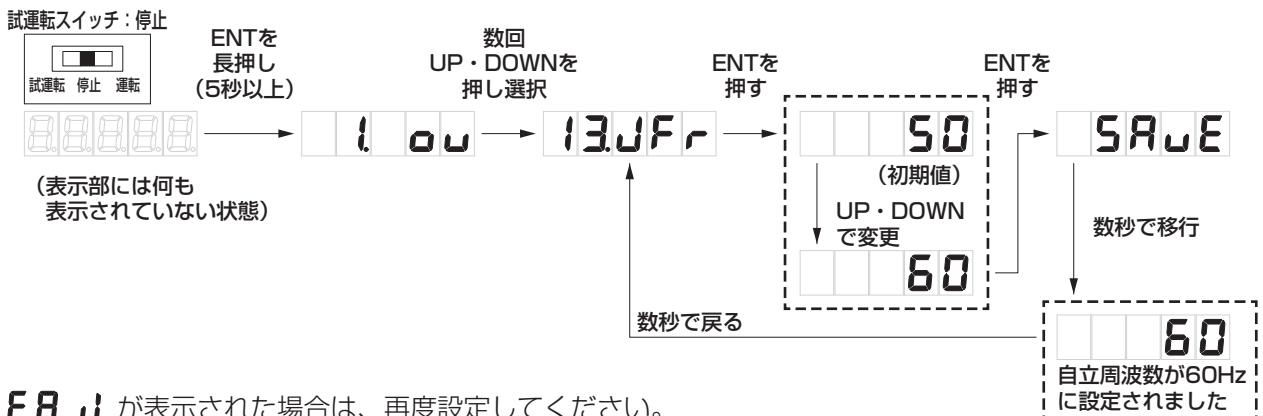 試運転スイッチ：停止
試運転 停止 運転
（表示部には何も
表示されていない状態）
ENTを
長押し
（5秒以上）
1. ou
数回
UP・DOWNを
押し選択
13.JFr
ENTを
押す
50
（初期値）
UP・DOWN
で変更
60
ENTを
押す
SAuE
数秒で移行
60
自立周波数が60Hz
に設定されました
数秒で戻る
が表示された場合は、再度設定してください。